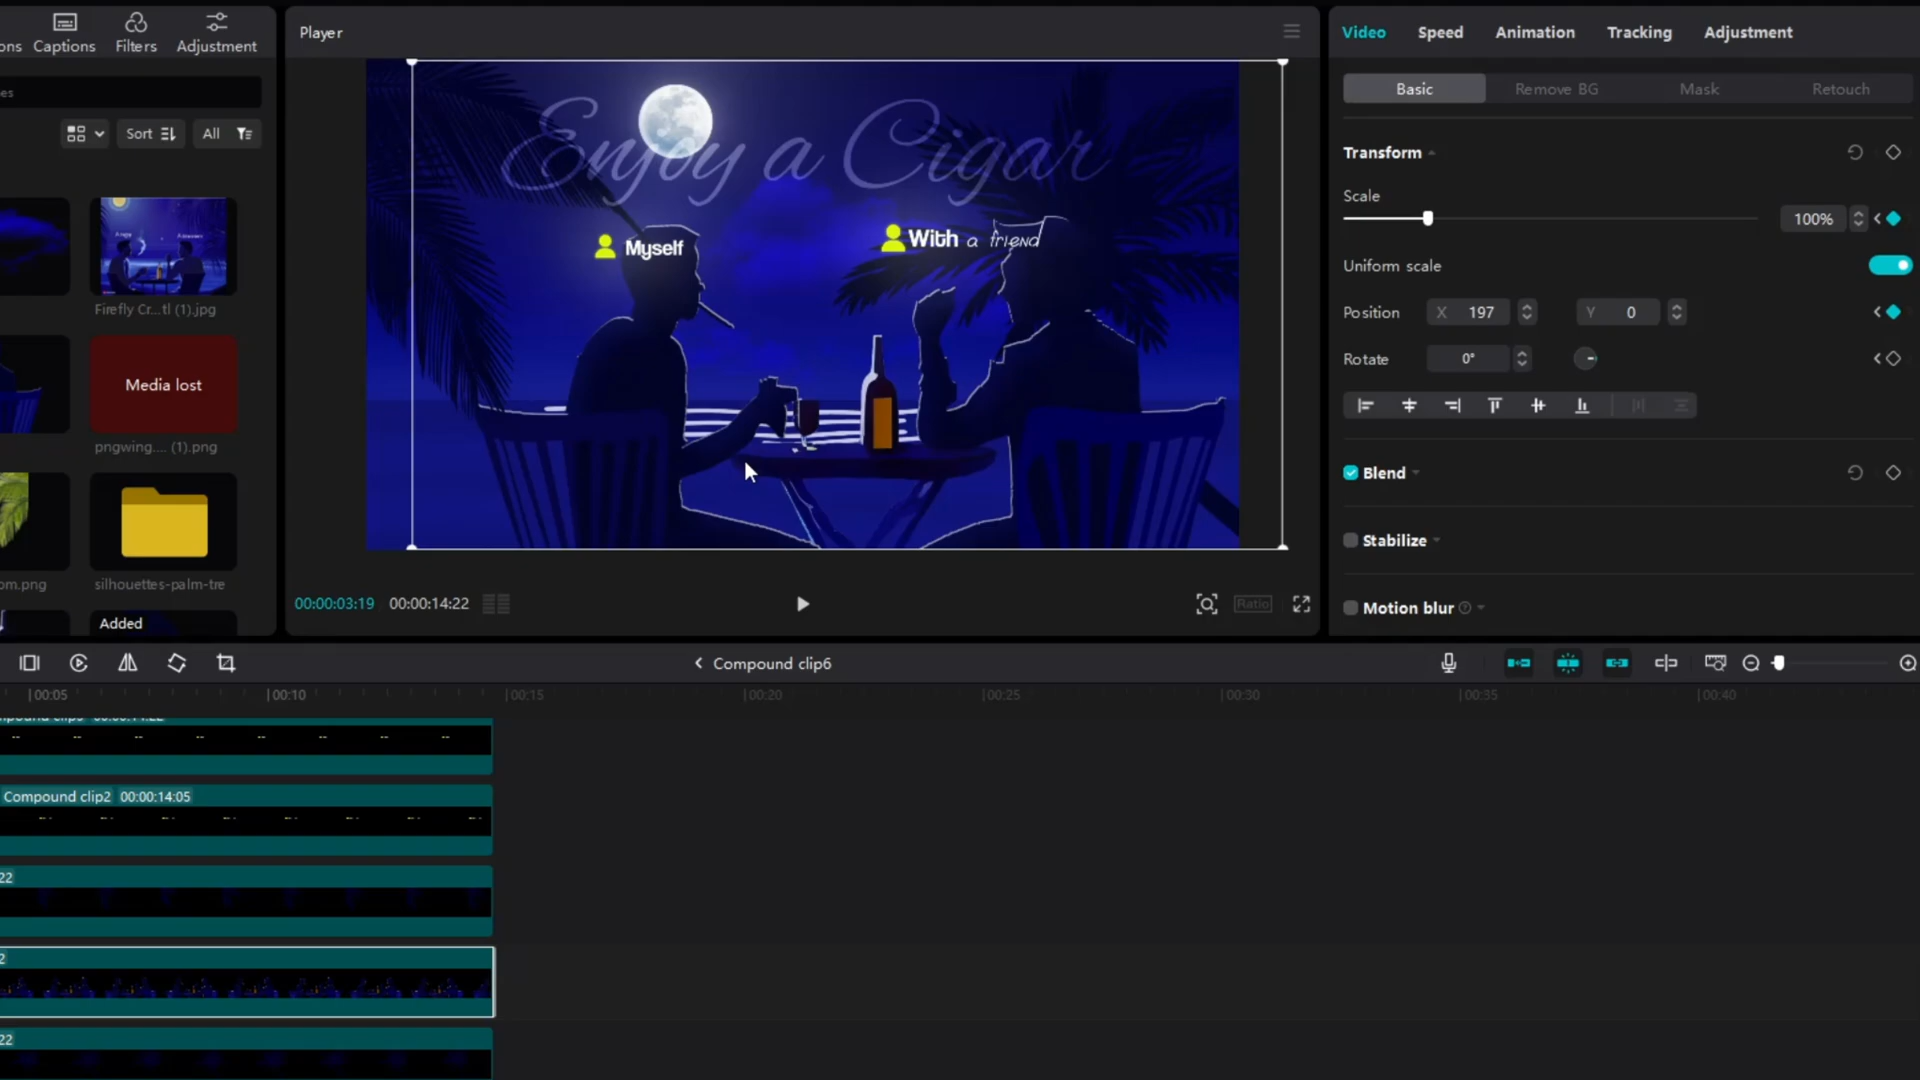 ons
Captions
Filters
Adjustment
Player
Video
Speed
Animation
Tracking
Adjustment
es
Basic
Remove BG
Mask
Retouch
Sort
All
Enjoy a Cigar
Transform
Scale
100%
Myself
With a friend
Uniform scale
Firefly Cr...tl (1).jpg
Position
X 197
Y 0
Rotate
0°
Media lost
pngwing.... (1).png
Blend
Stabilize
om.png
silhouettes-palm-tre
00:00:03:19
00:00:14:22
Ratio
Motion blur
Added
Compound clip6
00:05
00:10
00:15
00:20
00:25
00:30
00:35
00:40
Compound clip2 00:00:14:05
22
2
22